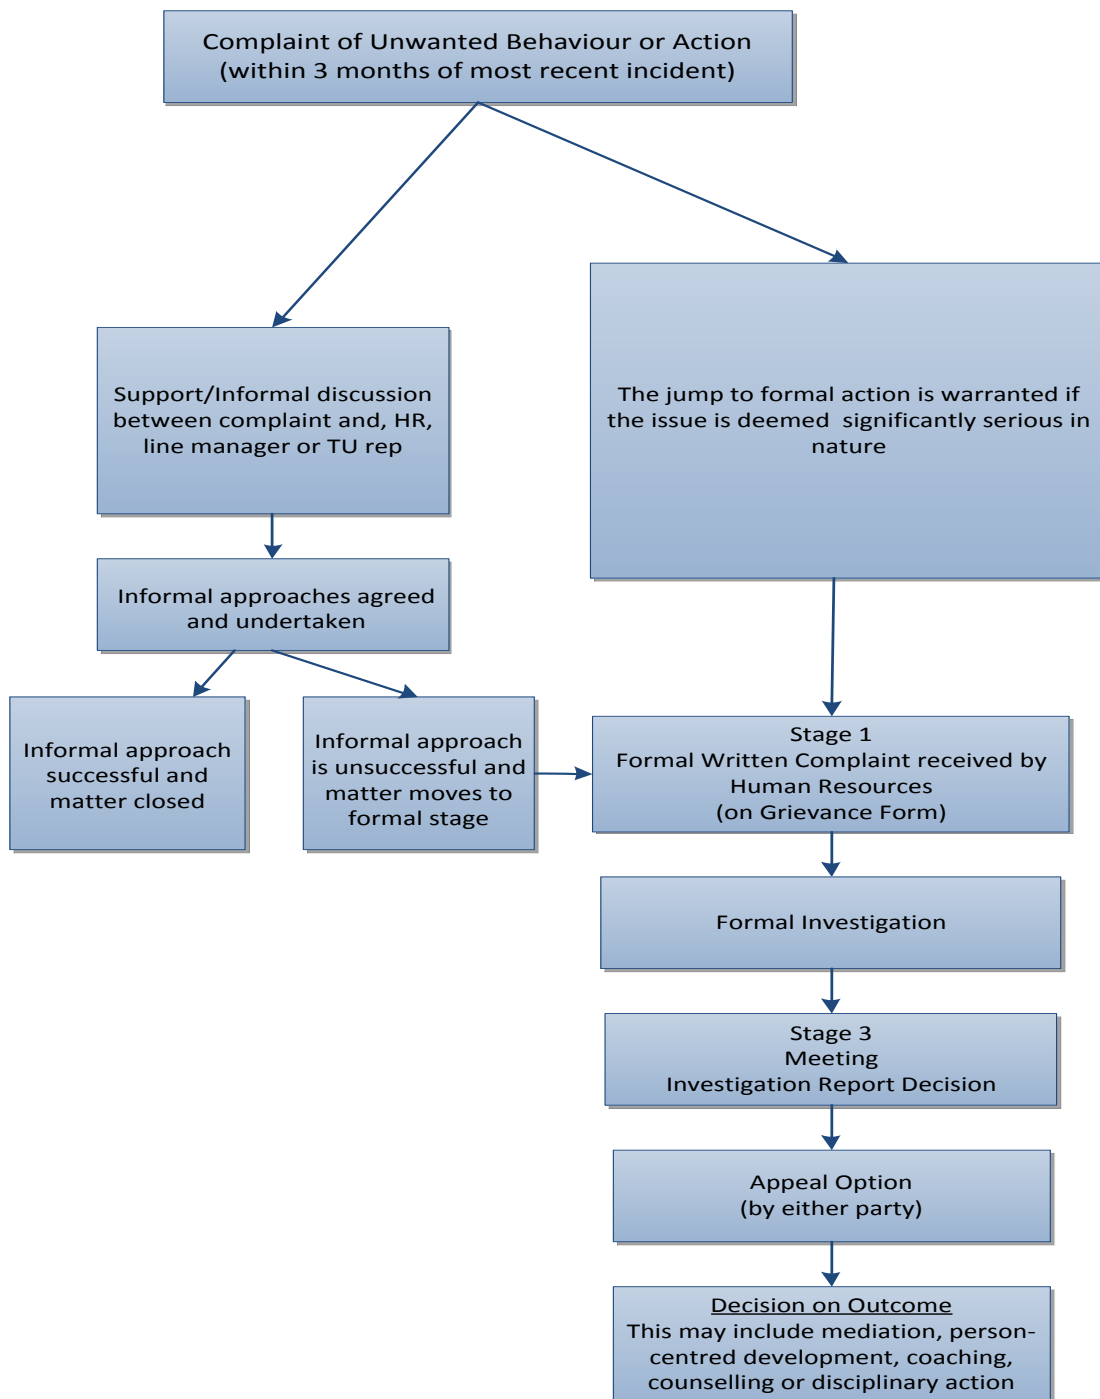 Complaint of Unwanted Behaviour or Action
(within 3 months of most recent incident)
Support/Informal discussion
between complaint and, HR,
line manager or TU rep
The jump to formal action is warranted if
the issue is deemed  significantly serious in
nature
Informal approaches agreed
and undertaken
Informal approach
successful and
matter closed
Informal approach
is unsuccessful and
matter moves to
formal stage
Stage 1
Formal Written Complaint received by
Human Resources
(on Grievance Form)
Formal Investigation
Stage 3
Meeting
Investigation Report Decision
Appeal Option
(by either party)
Decision on Outcome
This may include mediation, person-
centred development, coaching,
counselling or disciplinary action